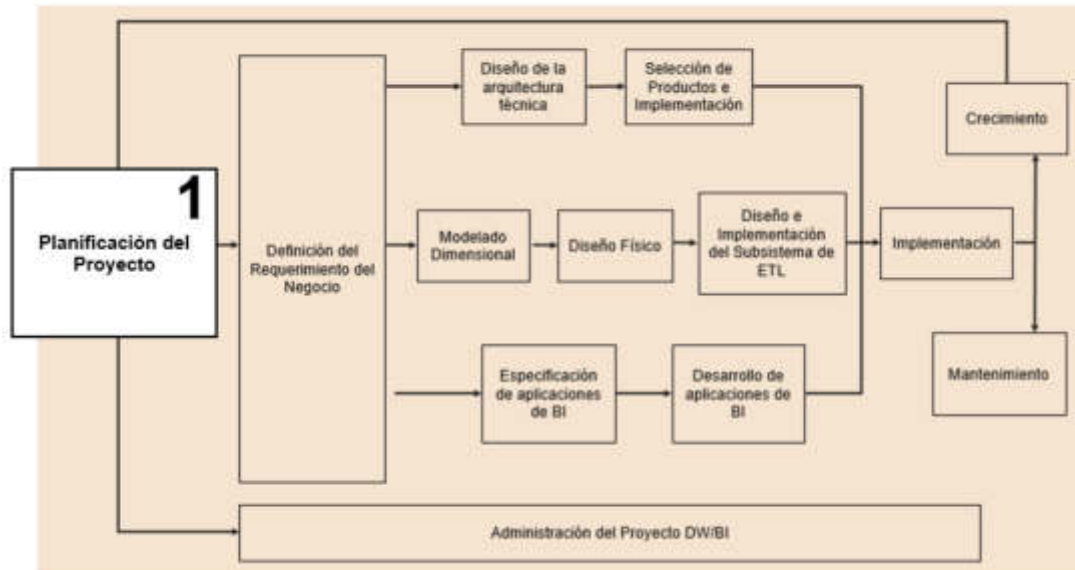 1
Planificación del
Proyecto
Definición del
Requerimiento del
Negocio
Diseño de la
arquitectura
técnica
Selección de
Productos e
Implementación
Modelado
Dimensional
Diseño Físico
Diseño e
Implementación
del Subsistema de
ETL
Especificación
de aplicaciones
de BI
Desarrollo de
aplicaciones de
BI
Implementación
Crecimiento
Mantenimiento
Administración del Proyecto DW/BI